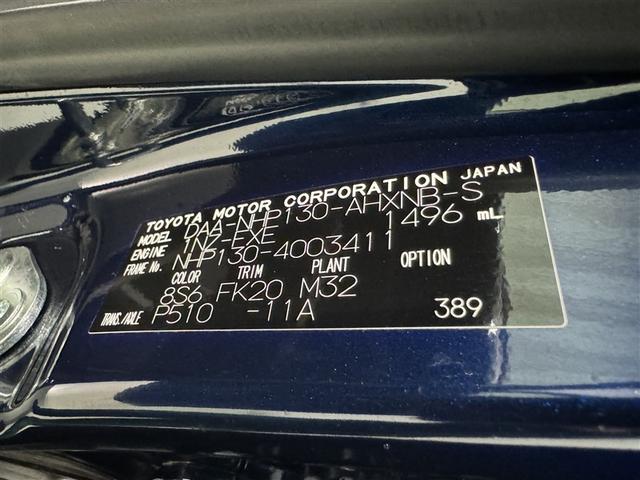 TOYOTA MOTOR CORPORATION JAPAN
MODEL DAA-NHP130-AHXNB-S
ENGINE 1NZ-EXE 1496 mL
FRAME No. NHP130-4003411
COLOR TRIM PLANT OPTION
8S6 FK20 M32
TRANS./AXLE P510 -11A 389